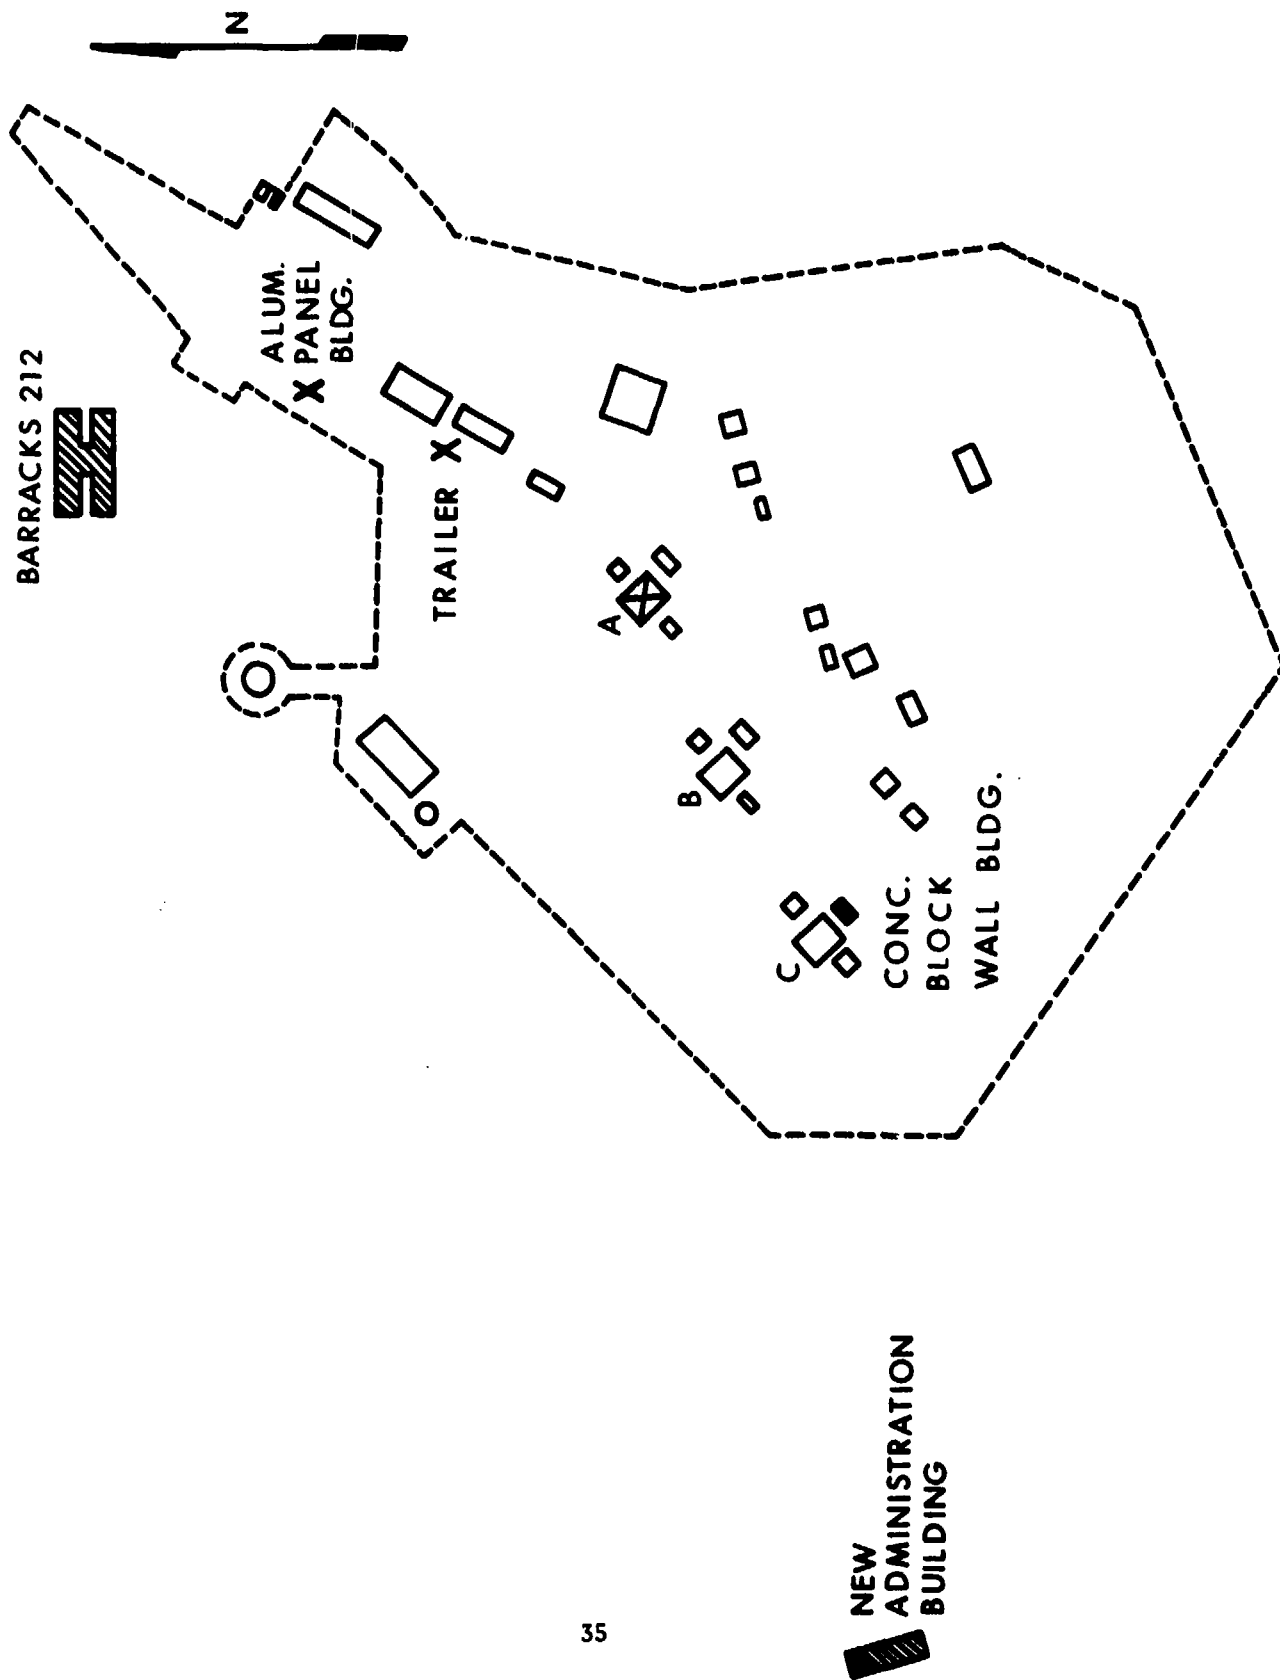 N
BARRACKS 212
ALUM.
PANEL
BLDG.
TRAILER
A
B
C
CONC.
BLOCK
WALL BLDG.
NEW
ADMINISTRATION
BUILDING
35